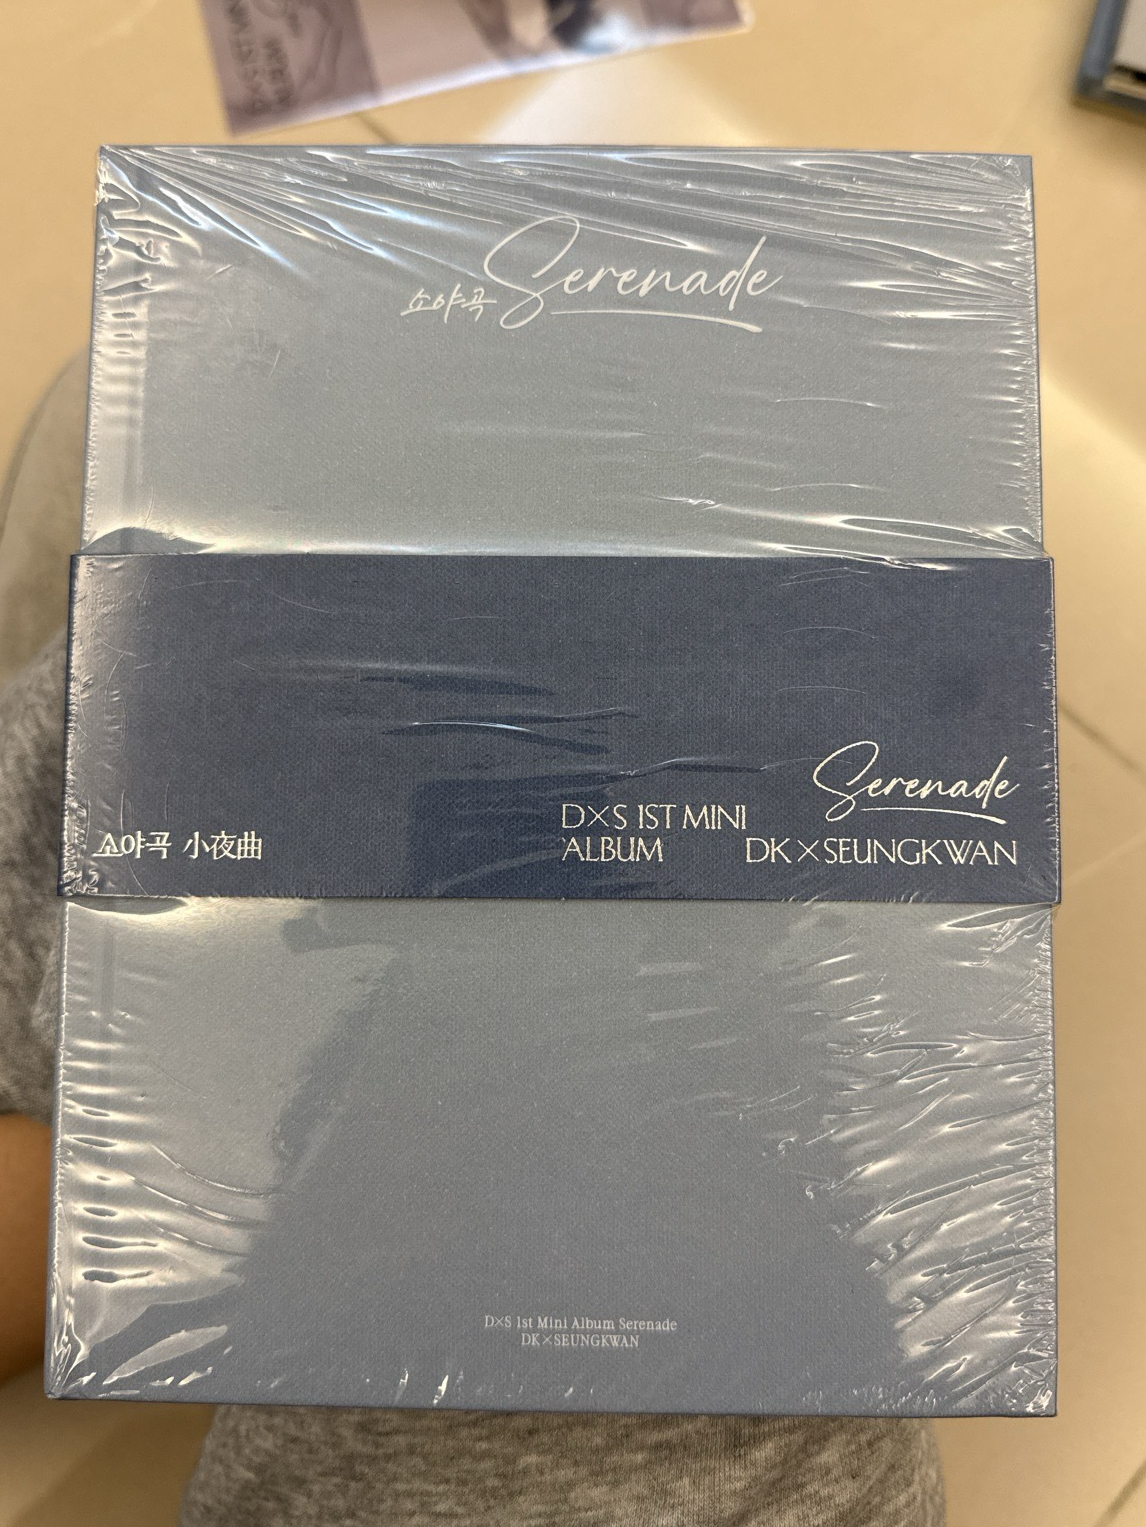 소야곡 Serenade
Serenade
D×S 1ST MINI
소야곡 小夜曲 ALBUM DK×SEUNGKWAN
D×S 1st Mini Album Serenade
DK×SEUNGKWAN